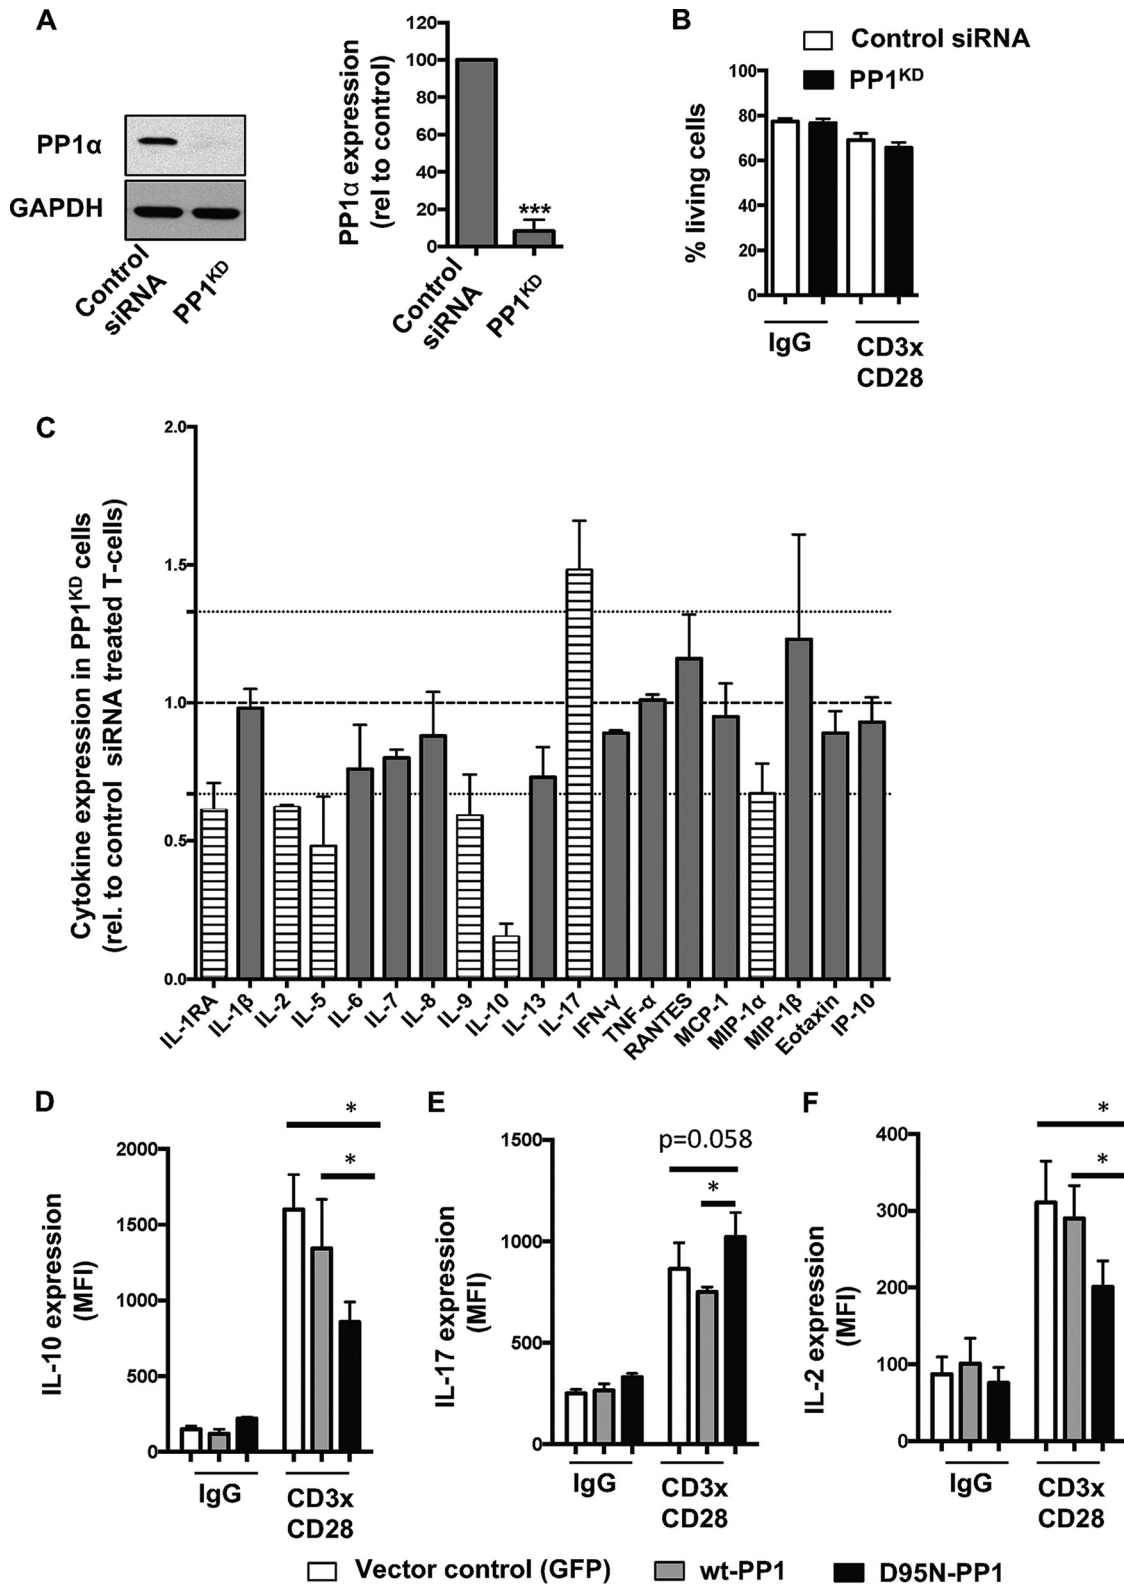 A
PP1α
GAPDH
Control
siRNA
PP1KD
PP1α expression
(rel to control)
120
100
80
60
40
20
0
***
Control
siRNA
PP1KD
B
Control siRNA
PP1KD
% living cells
100
80
60
40
20
0
IgG
CD3x
CD28
C
Cytokine expression in PP1KD cells
(rel. to control siRNA treated T-cells)
2.0
1.5
1.0
0.5
0.0
IL-1RA
IL-1β
IL-2
IL-5
IL-6
IL-7
IL-8
IL-9
IL-10
IL-13
IL-17
IFN-γ
TNF-α
RANTES
MCP-1
MIP-1α
MIP-1β
Eotaxin
IP-10
D
IL-10 expression
(MFI)
2000
1500
1000
500
0
*
*
IgG
CD3x
CD28
E
IL-17 expression
(MFI)
1500
1000
500
0
p=0.058
*
IgG
CD3x
CD28
F
IL-2 expression
(MFI)
400
300
200
100
0
*
*
IgG
CD3x
CD28
Vector control (GFP)
wt-PP1
D95N-PP1